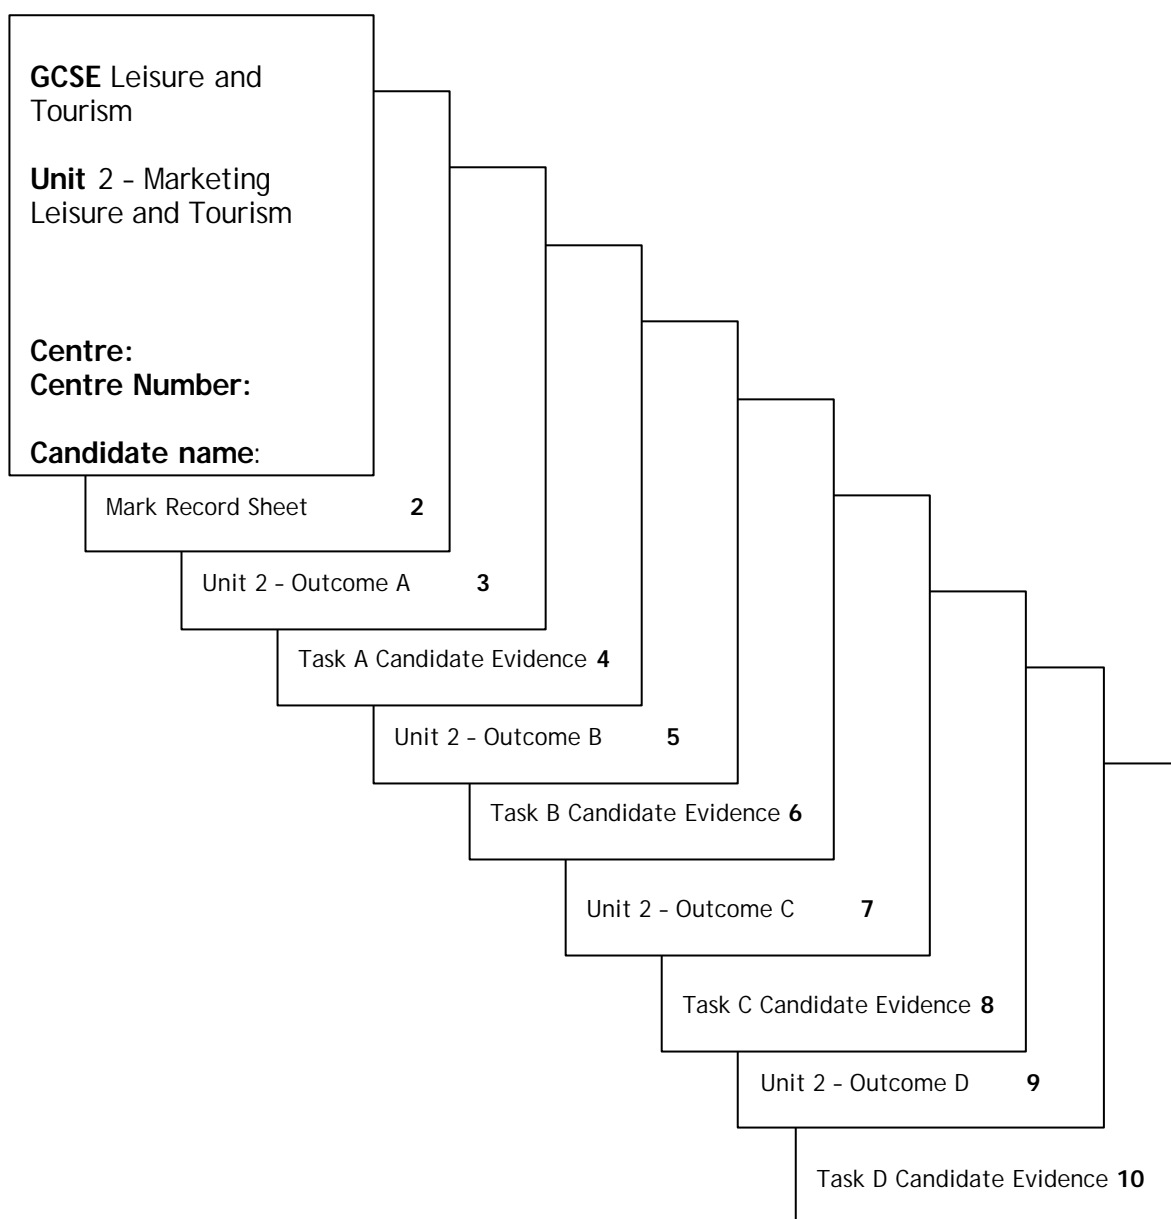 GCSE Leisure and
Tourism
Unit 2 – Marketing
Leisure and Tourism
Centre:
Centre Number:
Candidate name:
Mark Record Sheet 2
Unit 2 – Outcome A 3
Task A Candidate Evidence 4
Unit 2 – Outcome B 5
Task B Candidate Evidence 6
Unit 2 – Outcome C 7
Task C Candidate Evidence 8
Unit 2 – Outcome D 9
Task D Candidate Evidence 10